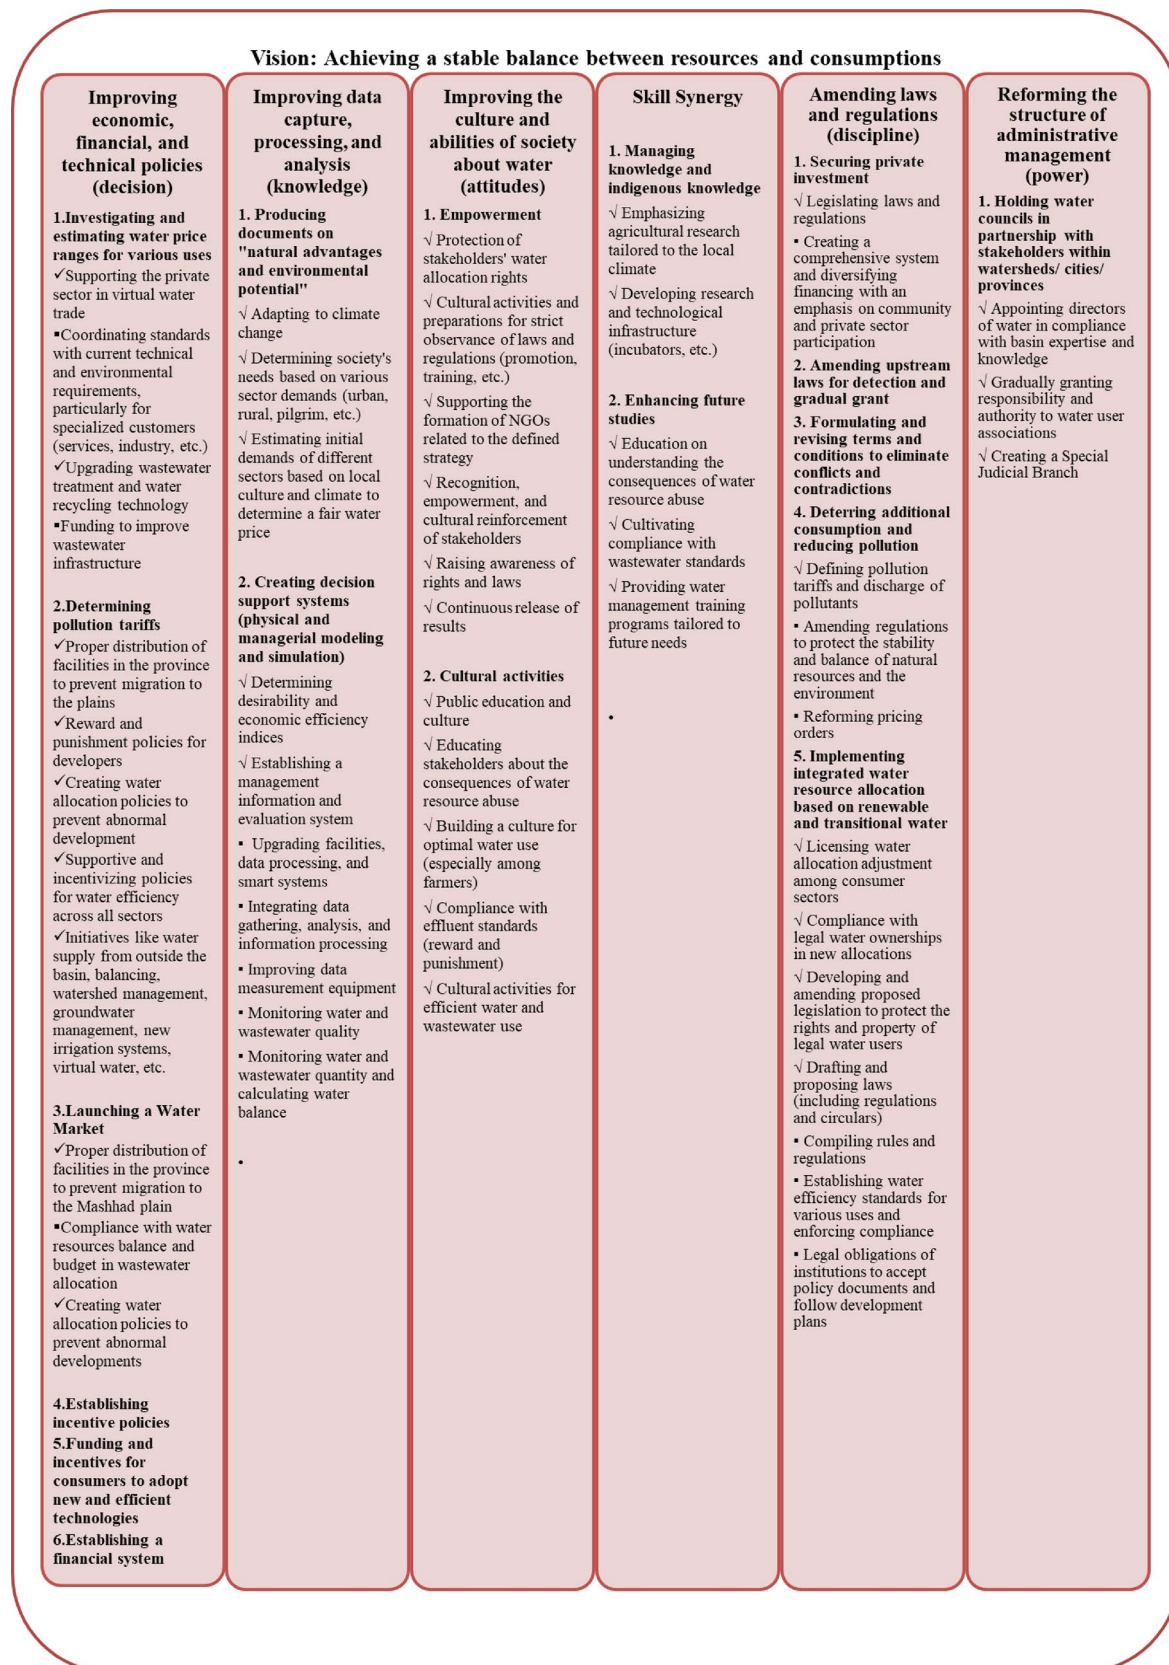 Vision: Achieving a stable balance between resources and consumptions
Improving
economic,
financial, and
technical policies
(decision)
1.Investigating and
estimating water price
ranges for various uses
✓Supporting the private
sector in virtual water
trade
▪Coordinating standards
with current technical
and environmental
requirements,
particularly for
specialized customers
(services, industry, etc.)
✓Upgrading wastewater
treatment and water
recycling technology
▪Funding to improve
wastewater
infrastructure
2.Determining
pollution tariffs
✓Proper distribution of
facilities in the province
to prevent migration to
the plains
✓Reward and
punishment policies for
developers
✓Creating water
allocation policies to
prevent abnormal
development
✓Supportive and
incentivizing policies
for water efficiency
across all sectors
✓Initiatives like water
supply from outside the
basin, balancing,
watershed management,
groundwater
management, new
irrigation systems,
virtual water, etc.
3.Launching a Water
Market
✓Proper distribution of
facilities in the province
to prevent migration to
the Mashhad plain
▪Compliance with water
resources balance and
budget in wastewater
allocation
✓Creating water
allocation policies to
prevent abnormal
developments
4.Establishing
incentive policies
5.Funding and
incentives for
consumers to adopt
new and efficient
technologies
6.Establishing a
financial system
Improving data
capture,
processing, and
analysis
(knowledge)
1. Producing
documents on
"natural advantages
and environmental
potential"
√ Adapting to climate
change
√ Determining society's
needs based on various
sector demands (urban,
rural, pilgrim, etc.)
√ Estimating initial
demands of different
sectors based on local
culture and climate to
determine a fair water
price
2. Creating decision
support systems
(physical and
managerial modeling
and simulation)
√ Determining
desirability and
economic efficiency
indices
√ Establishing a
management
information and
evaluation system
▪ Upgrading facilities,
data processing, and
smart systems
▪ Integrating data
gathering, analysis, and
information processing
▪ Improving data
measurement equipment
▪ Monitoring water and
wastewater quality
▪ Monitoring water and
wastewater quantity and
calculating water
balance
•
Improving the
culture and
abilities of society
about water
(attitudes)
1. Empowerment
√ Protection of
stakeholders' water
allocation rights
√ Cultural activities and
preparations for strict
observance of laws and
regulations (promotion,
training, etc.)
√ Supporting the
formation of NGOs
related to the defined
strategy
√ Recognition,
empowerment, and
cultural reinforcement
of stakeholders
√ Raising awareness of
rights and laws
√ Continuous release of
results
2. Cultural activities
√ Public education and
culture
√ Educating
stakeholders about the
consequences of water
resource abuse
√ Building a culture for
optimal water use
(especially among
farmers)
√ Compliance with
effluent standards
(reward and
punishment)
√ Cultural activities for
efficient water and
wastewater use
Skill Synergy
1. Managing
knowledge and
indigenous knowledge
√ Emphasizing
agricultural research
tailored to the local
climate
√ Developing research
and technological
infrastructure
(incubators, etc.)
2. Enhancing future
studies
√ Education on
understanding the
consequences of water
resource abuse
√ Cultivating
compliance with
wastewater standards
√ Providing water
management training
programs tailored to
future needs
•
Amending laws
and regulations
(discipline)
1. Securing private
investment
√ Legislating laws and
regulations
▪ Creating a
comprehensive system
and diversifying
financing with an
emphasis on community
and private sector
participation
2. Amending upstream
laws for detection and
gradual grant
3. Formulating and
revising terms and
conditions to eliminate
conflicts and
contradictions
4. Deterring additional
consumption and
reducing pollution
√ Defining pollution
tariffs and discharge of
pollutants
▪ Amending regulations
to protect the stability
and balance of natural
resources and the
environment
▪ Reforming pricing
orders
5. Implementing
integrated water
resource allocation
based on renewable
and transitional water
√ Licensing water
allocation adjustment
among consumer
sectors
√ Compliance with
legal water ownerships
in new allocations
√ Developing and
amending proposed
legislation to protect the
rights and property of
legal water users
√ Drafting and
proposing laws
(including regulations
and circulars)
▪ Compiling rules and
regulations
▪ Establishing water
efficiency standards for
various uses and
enforcing compliance
▪ Legal obligations of
institutions to accept
policy documents and
follow development
plans
Reforming the
structure of
administrative
management
(power)
1. Holding water
councils in
partnership with
stakeholders within
watersheds/ cities/
provinces
√ Appointing directors
of water in compliance
with basin expertise and
knowledge
√ Gradually granting
responsibility and
authority to water user
associations
√ Creating a Special
Judicial Branch